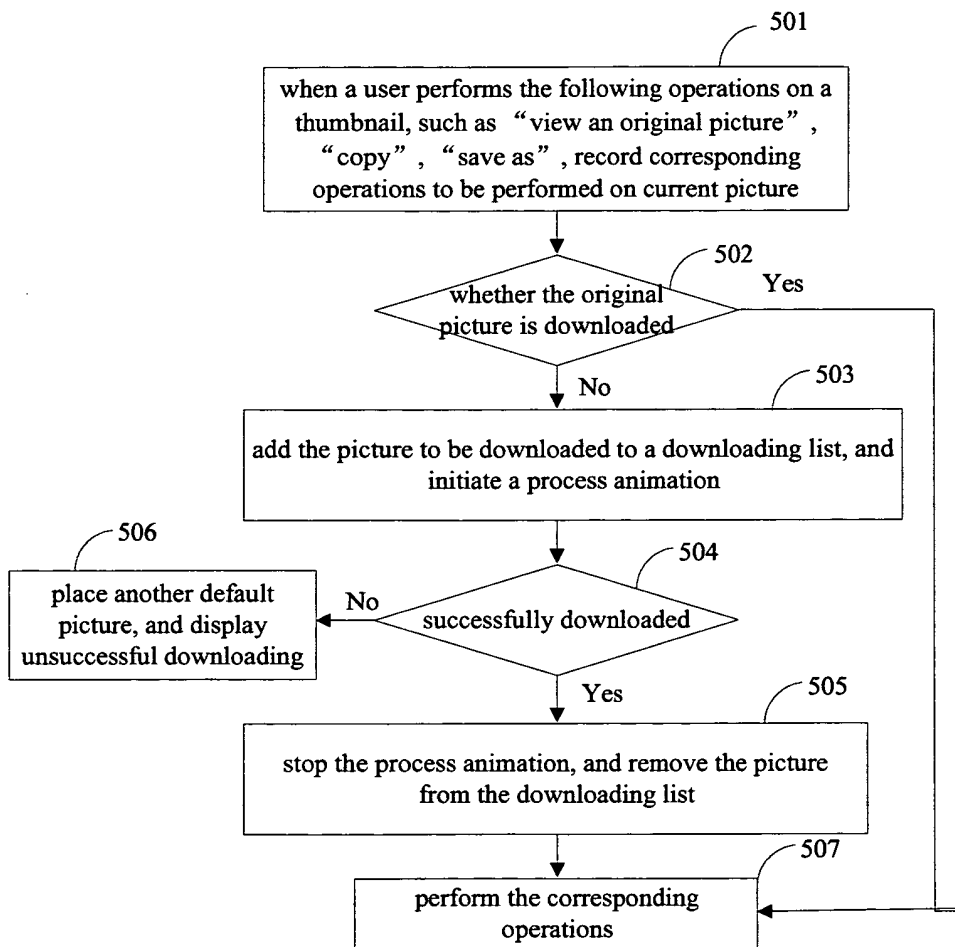 501
when a user performs the following operations on a
thumbnail, such as “view an original picture”,
“copy”, “save as”, record corresponding
operations to be performed on current picture
502
Yes
whether the original
picture is downloaded
No
503
add the picture to be downloaded to a downloading list, and
initiate a process animation
506
504
place another default
picture, and display
unsuccessful downloading
No
successfully downloaded
Yes
505
stop the process animation, and remove the picture
from the downloading list
507
perform the corresponding
operations